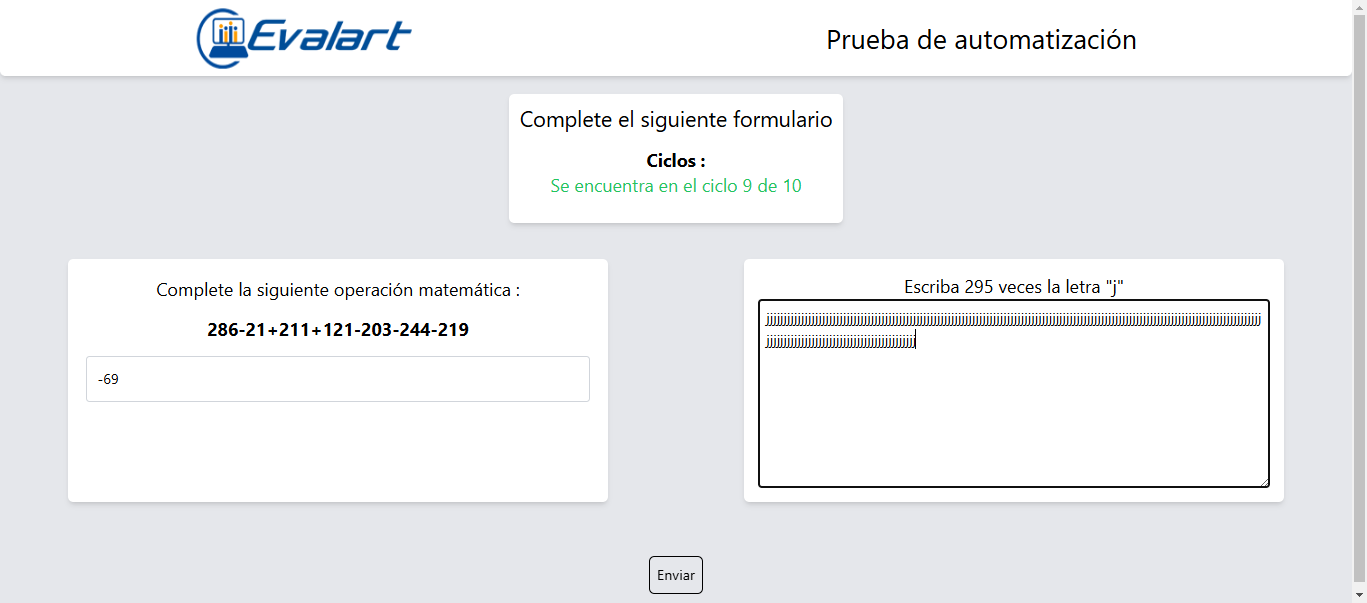 Evalart
Prueba de automatización
Complete el siguiente formulario
Ciclos :
Se encuentra en el ciclo 9 de 10
Complete la siguiente operación matemática :
286-21+211+121-203-244-219
-69
Escriba 295 veces la letra "j"
Enviar